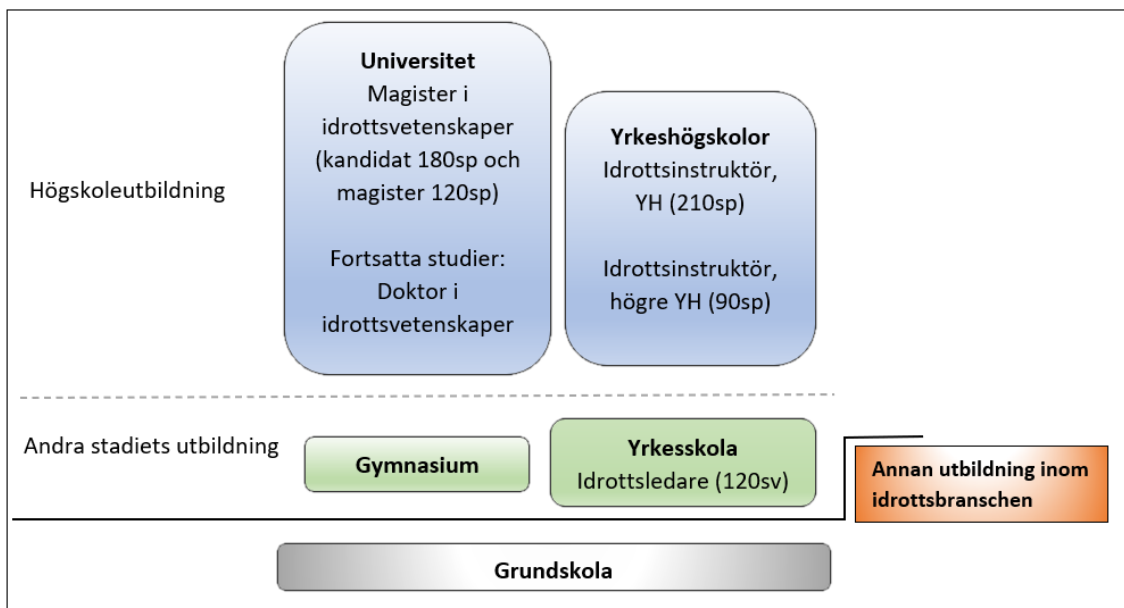 Universitet
Magister i
idrottsvetenskaper
(kandidat 180sp och
magister 120sp)
Fortsatta studier:
Doktor i
idrottsvetenskaper
Yrkeshögskolor
Idrottsinstruktör,
YH (210sp)
Idrottsinstruktör,
högre YH (90sp)
Högskoleutbildning
Andra stadiets utbildning
Gymnasium
Yrkesskola
Idrottsledare (120sv)
Annan utbildning inom
idrottsbranschen
Grundskola